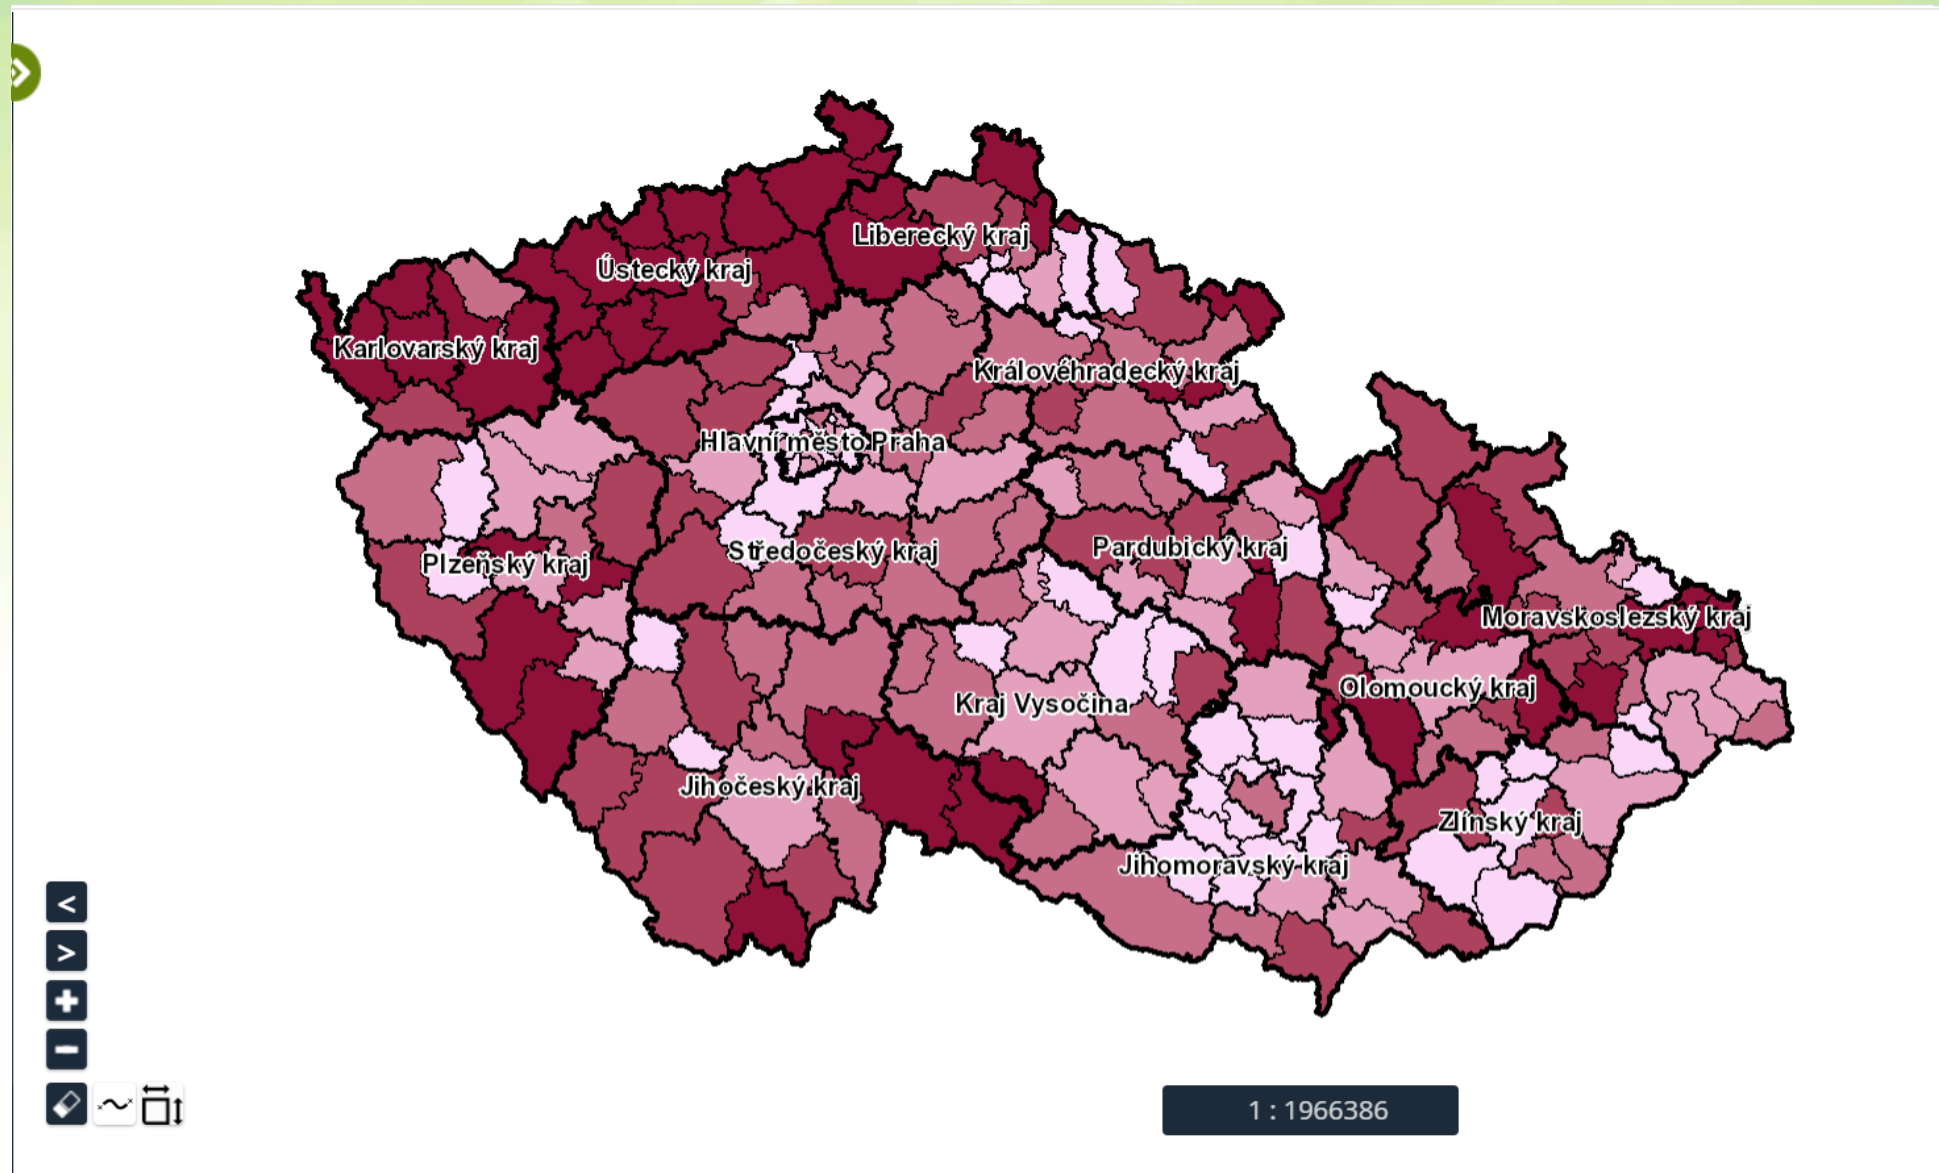 Liberecký kraj
Ústecký kraj
Karlovarský kraj
Královéhradecký kraj
Hlavní město Praha
Středočeský kraj
Pardubický kraj
Plzeňský kraj
Moravskoslezský kraj
Olomoucký kraj
Kraj Vysočina
Jihočeský kraj
Zlínský kraj
Jihomoravský kraj
1 : 1966386